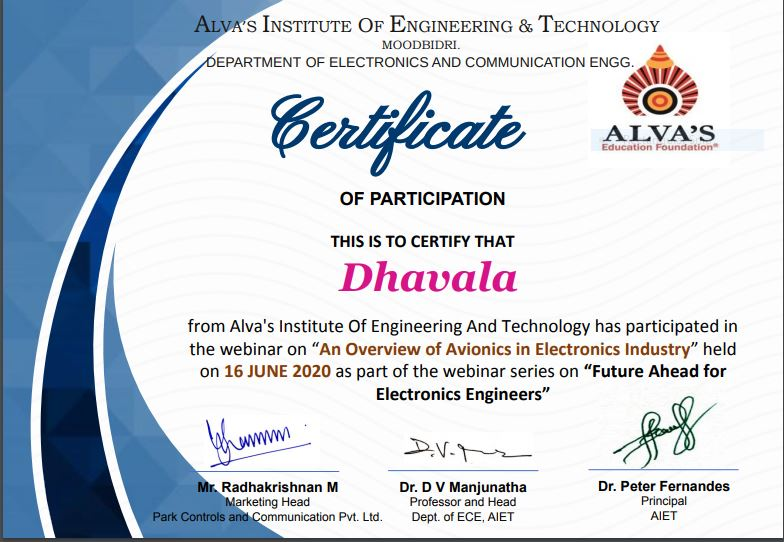 ALVA'S INSTITUTE OF ENGINEERING & TECHNOLOGY
MOODBIDRI.
DEPARTMENT OF ELECTRONICS AND COMMUNICATION ENGG.
ALVA'S
Education Foundation®
Certificate
OF PARTICIPATION
THIS IS TO CERTIFY THAT
Dhavala
from Alva's Institute Of Engineering And Technology has participated in
the webinar on “An Overview of Avionics in Electronics Industry” held
on 16 JUNE 2020 as part of the webinar series on “Future Ahead for
Electronics Engineers”
D.V.
Mr. Radhakrishnan M
Marketing Head
Park Controls and Communication Pvt. Ltd.
Dr. D V Manjunatha
Professor and Head
Dept. of ECE, AIET
Dr. Peter Fernandes
Principal
AIET